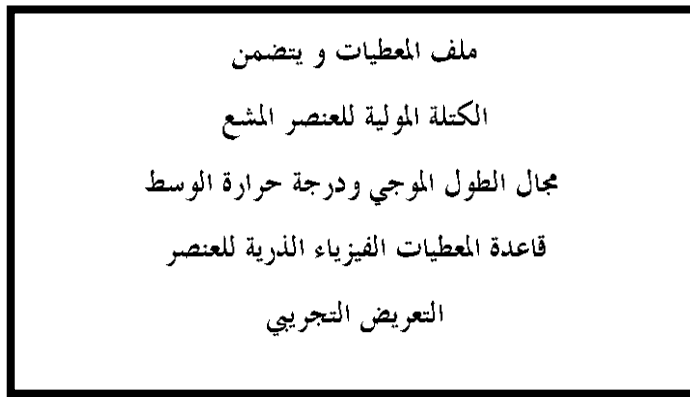 ملف المعطيات و يتضمن
الكتلة المولية للعنصر المشع
مجال الطول الموجي ودرجة حرارة الوسط
قاعدة المعطيات الفيزياء الذرية للعنصر
التعريض التجريبي